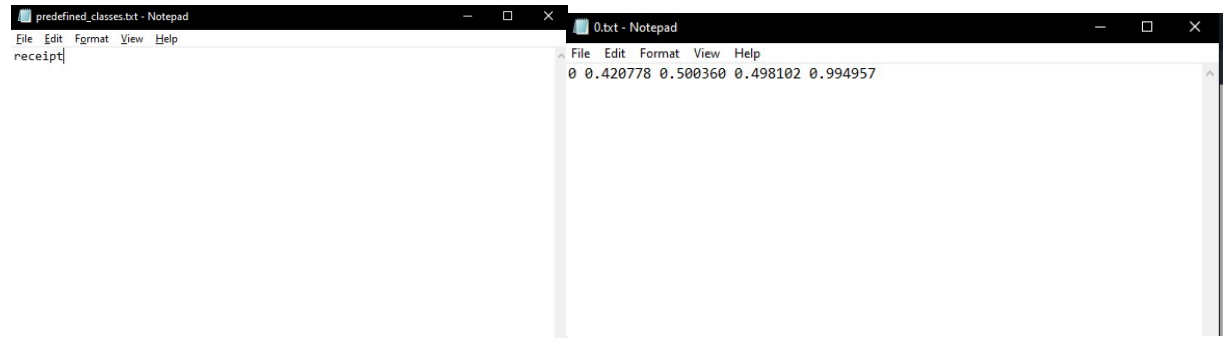 predefined_classes.txt - Notepad
File Edit Format View Help
receipt
0.txt - Notepad
File Edit Format View Help
0 0.420778 0.500360 0.498102 0.994957